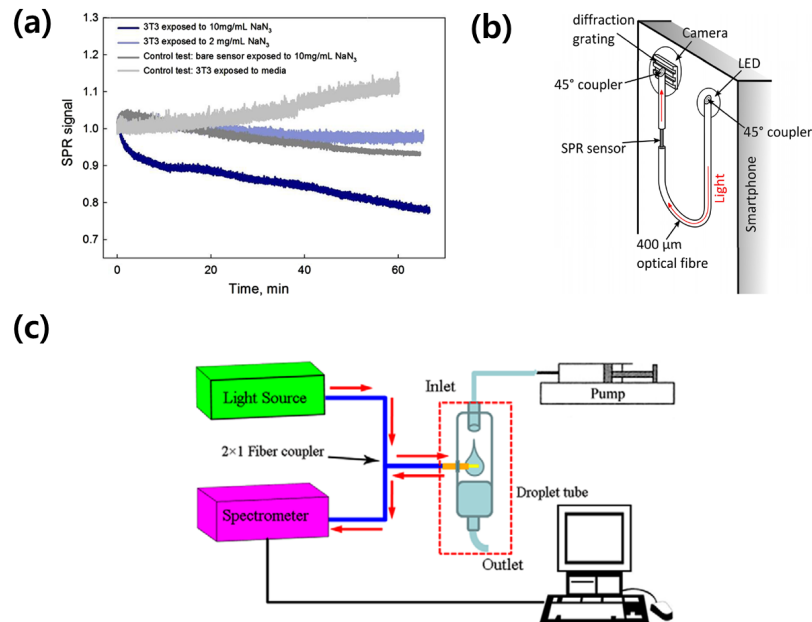 (a)
1.3
1.2
1.1
1.0
0.9
0.8
0.7
SPR signal
3T3 exposed to 10mg/mL NaN₃
3T3 exposed to 2 mg/mL NaN₃
Control test: bare sensor exposed to 10mg/mL NaN₃
Control test: 3T3 exposed to media
0 20 40 60
Time, min
(b)
diffraction
grating
Camera
LED
45° coupler
45° coupler
SPR sensor
Light
Smartphone
400 µm
optical fibre
(c)
Light Source
Inlet
Pump
2×1 Fiber coupler
Droplet tube
Spectrometer
Outlet